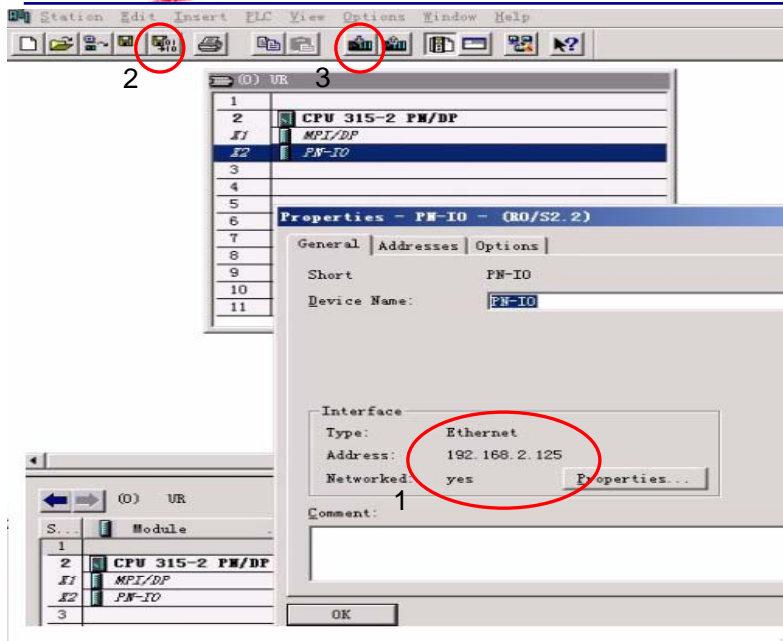 Station Edit Insert PLC View Options Window Help
2
3
(0) UR
1
2 CPU 315-2 PN/DP
X1 MPI/DP
X2 PN-IO
3
4
5
6
7
8
9
10
11
Properties - PN-IO - (R0/S2.2)
General Addresses Options
Short PN-IO
Device Name: PN-IO
Interface
Type: Ethernet
Address: 192.168.2.125
Networked: yes Properties...
1
Comment:
OK
(0) UR
S... Module
1
2 CPU 315-2 PN/DP
X1 MPI/DP
X2 PN-IO
3